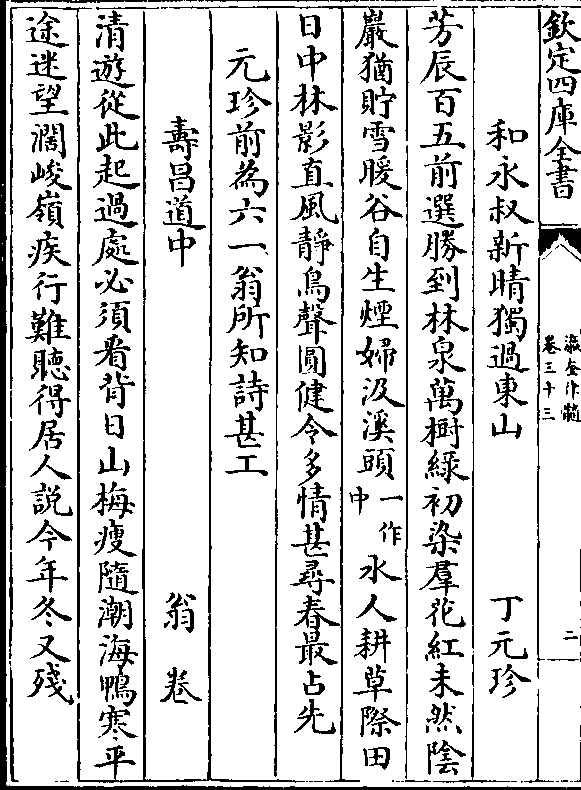 欽定四庫全書
瀛奎律髓
卷三十三
二
和永叔新晴獨過東山 丁元珍
芳辰百五前選勝到林泉萬樹綠初染羣花紅未然陰
巖猶貯雪暖谷自生煙婦汲溪頭一作中水人耕草際田
日中林影直風靜鳥聲圓健令多情甚尋春最占先
元珍前為六一翁所知詩甚工
壽昌道中 翁卷
清遊從此起過處必須看背日山梅瘦隨潮海鴨寒平
途迷望濶峻嶺疾行難聽得居人說今年冬又殘